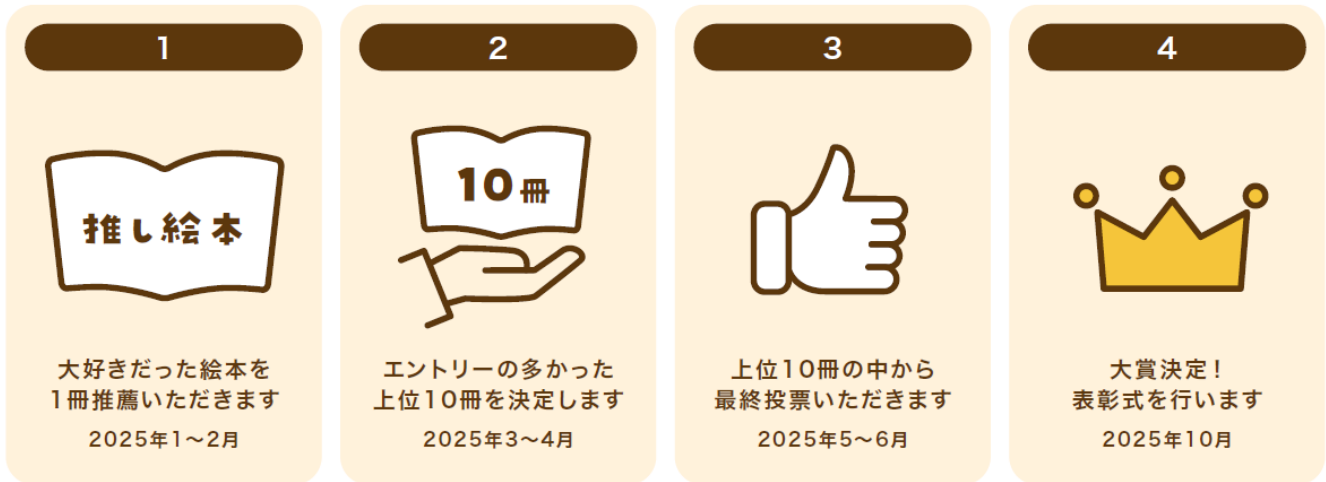 1
推し絵本
大好きだった絵本を
1冊推薦いただきます
2025年1〜2月
2
10冊
エントリーの多かった
上位10冊を決定します
2025年3〜4月
3
上位10冊の中から
最終投票いただきます
2025年5〜6月
4
大賞決定！
表彰式を行います
2025年10月